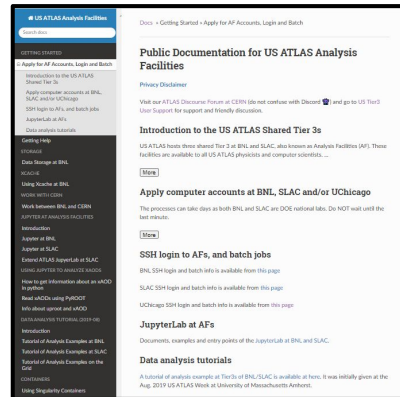 US ATLAS Analysis Facilities
Search docs
GETTING STARTED
Apply for AF Accounts, Login and Batch
Introduction to the US ATLAS
Shared Tier 3s
Apply computer accounts at BNL,
SLAC and/or UChicago
SSH login to AFs, and batch jobs
JupyterLab at AFs
Data analysis tutorials
Getting Help
STORAGE
Data Storage at BNL
XCACHE
Using Xcache at BNL
WORK WITH CERN
Work between BNL and CERN
JUPYTER AT ANALYSIS FACILITIES
Introduction
Jupyter at BNL
Jupyter at SLAC
Extend ATLAS JupyterLab at SLAC
USING JUPYTER TO ANALYZE XAODS
How to get Information about an xAOD
in python
Read xAODs using PyROOT
Info about uproot and xAOD
DATA ANALYSIS TUTORIAL (2019-08)
Introduction
Tutorial of Analysis Examples at BNL
Tutorial of Analysis Examples at SLAC
Tutorial of Analysis Examples on the
Grid
CONTAINERS
Using Singularity Containers
Docs » Getting Started » Apply for AF Accounts, Login and Batch
Public Documentation for US ATLAS Analysis
Facilities
Privacy Disclaimer
Visit our ATLAS Discourse Forum at CERN (do not confuse with Discord) and go to US Tier3
User Support for support and friendly discussion.
Introduction to the US ATLAS Shared Tier 3s
US ATLAS hosts three shared Tier 3 at BNL and SLAC, also known as Analysis Facilities (AF). These
facilities are available to all US ATLAS physicists and computer scientists. ...
More
Apply computer accounts at BNL, SLAC and/or UChicago
The processes can take days as both BNL and SLAC are DOE national labs. Do NOT wait until the
last minute.
More
SSH login to AFs, and batch jobs
BNL SSH login and batch info is available from this page
SLAC SSH login and batch info is available from this page
UChicago SSH login and batch info is available from this page
JupyterLab at AFs
Documents, examples and entry points of the JupyterLab at BNL and SLAC.
Data analysis tutorials
A tutorial of analysis example at Tier3s of BNL/SLAC is available at here. It was initially given at the
Aug. 2019 US ATLAS Week at University of Massachusetts Amherst.